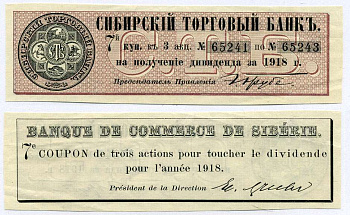 СИБИРСКІЙ ТОРГОВЫЙ БАНКЪ.
7й куп. къ 3 акц. № 65241 по № 65243
на полученіе дивиденда за 1918 г.
Предсѣдатель Правленія
BANQUE DE COMMERCE DE SIBÉRIE.
7e COUPON de trois actions pour toucher le dividende
pour l'année 1918.
Président de la Direction